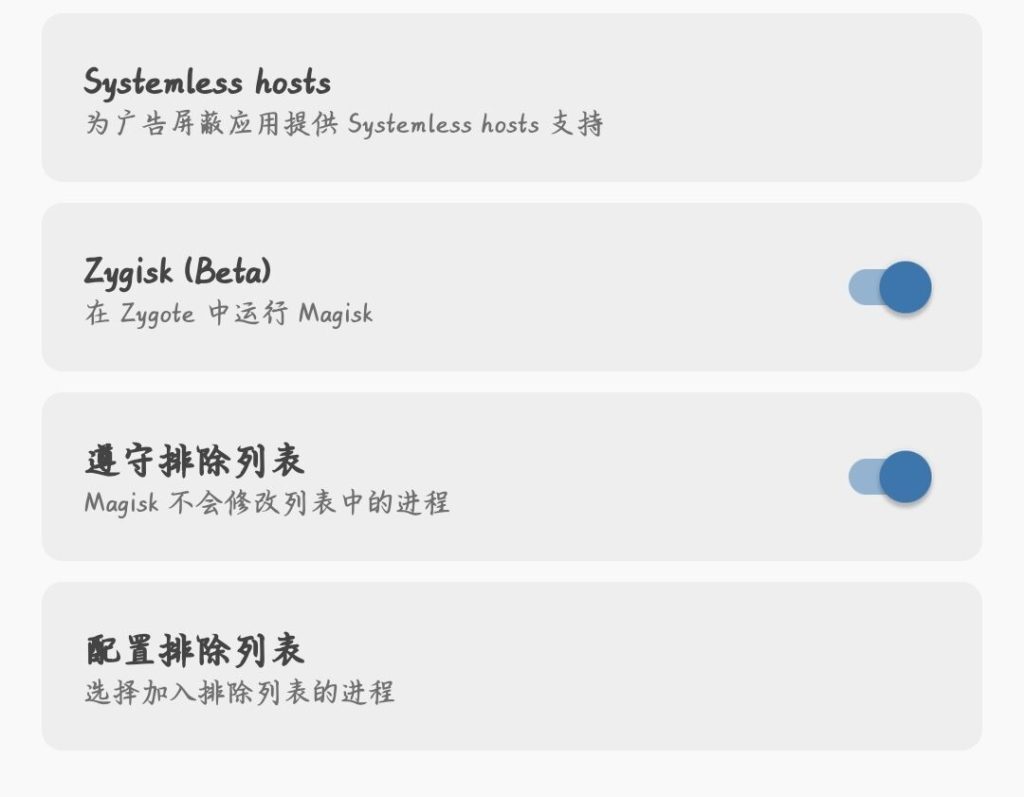 Systemless hosts
为广告屏蔽应用提供 Systemless hosts 支持
Zygisk (Beta)
在 Zygote 中运行 Magisk
遵守排除列表
Magisk 不会修改列表中的进程
配置排除列表
选择加入排除列表的进程